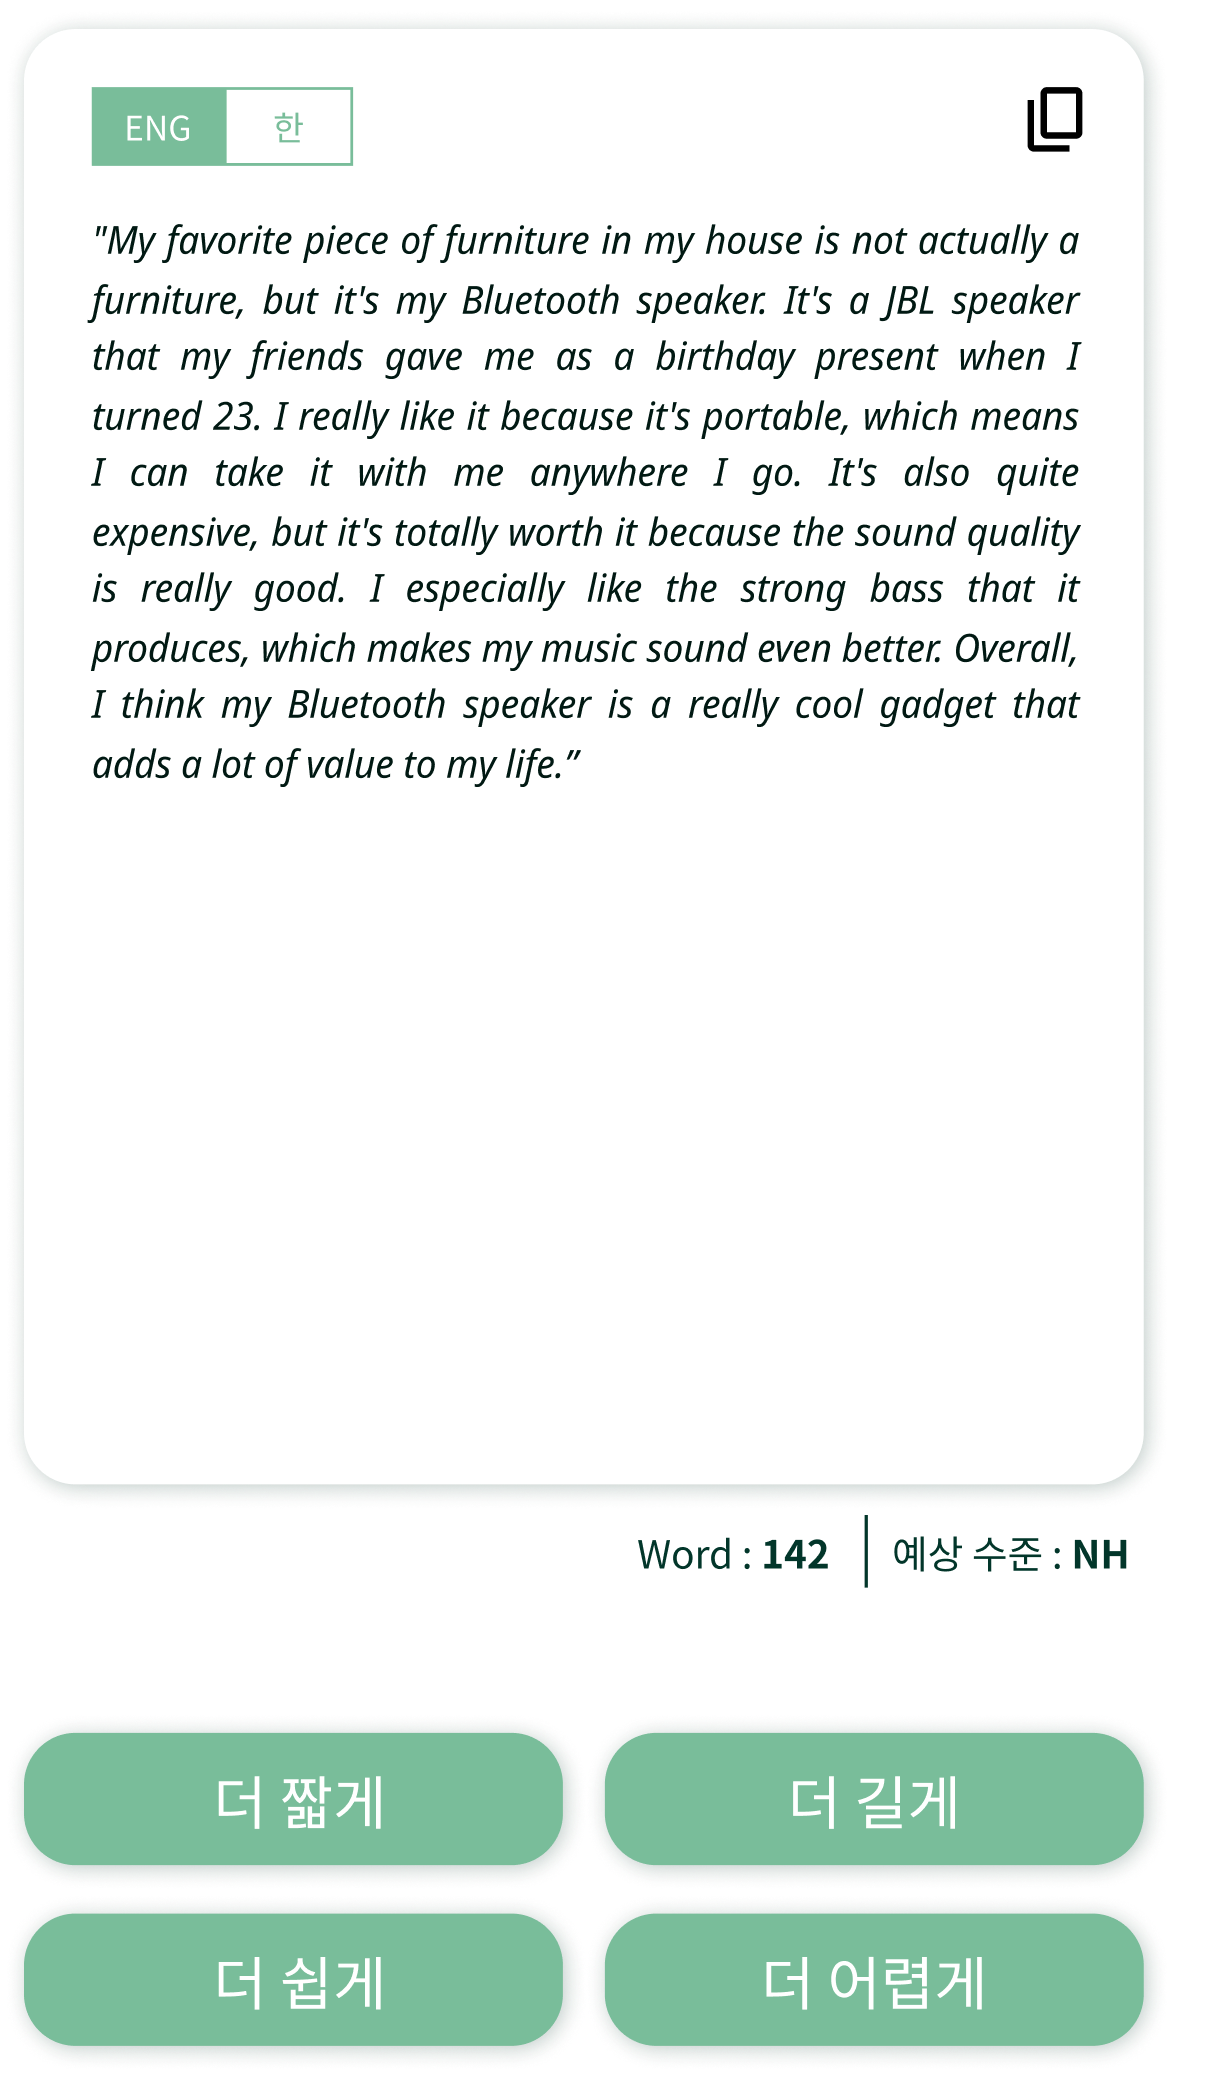 ENG 한
"My favorite piece of furniture in my house is not actually a
furniture, but it's my Bluetooth speaker. It's a JBL speaker
that my friends gave me as a birthday present when I
turned 23. I really like it because it's portable, which means
I can take it with me anywhere I go. It's also quite
expensive, but it's totally worth it because the sound quality
is really good. I especially like the strong bass that it
produces, which makes my music sound even better. Overall,
I think my Bluetooth speaker is a really cool gadget that
adds a lot of value to my life.”
Word : 142 예상 수준 : NH
더 짧게 더 길게
더 쉽게 더 어렵게